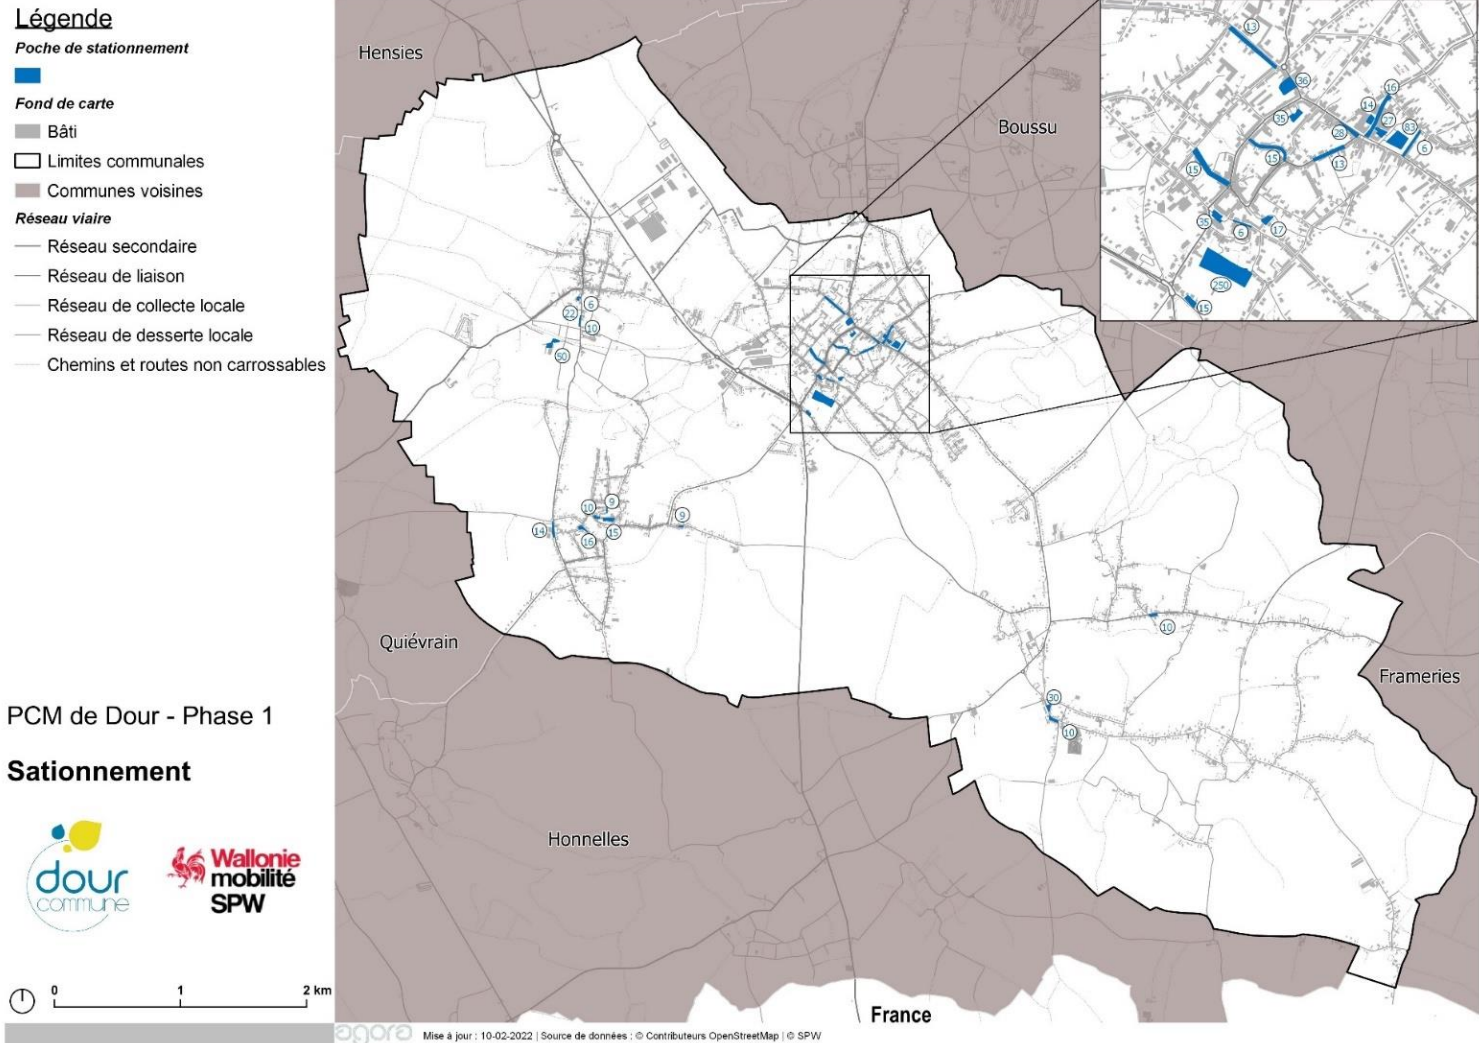 Légende
Poche de stationnement
Fond de carte
Bâti
Limites communales
Communes voisines
Réseau viaire
Réseau secondaire
Réseau de liaison
Réseau de collecte locale
Réseau de desserte locale
Chemins et routes non carrossables
PCM de Dour - Phase 1
Sationnement
dour
commune
Wallonie
mobilité
SPW
0 1 2 km
Hensies
Boussu
Quiévrain
Frameries
Honnelles
France
13
36
35
16
14
27
83
28
6
15
13
15
35
6
17
250
15
6
22
10
50
10
9
14
16
15
9
10
30
10
agora
Mise à jour : 10-02-2022 | Source de données : © Contributeurs OpenStreetMap | © SPW